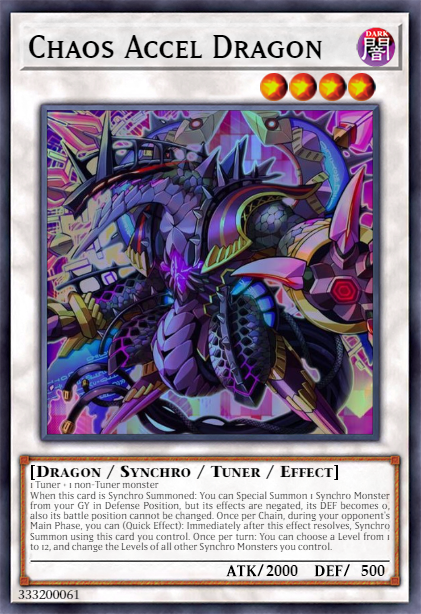 CHAOS ACCEL DRAGON
DARK
闇
[DRAGON / SYNCHRO / TUNER / EFFECT]
1 Tuner + 1 non-Tuner monster
When this card is Synchro Summoned: You can Special Summon 1 Synchro Monster
from your GY in Defense Position, but its effects are negated, its DEF becomes 0,
also its battle position cannot be changed. Once per Chain, during your opponent's
Main Phase, you can (Quick Effect): Immediately after this effect resolves, Synchro
Summon using this card you control. Once per turn: You can choose a Level from 1
to 12, and change the Levels of all other Synchro Monsters you control.
ATK/2000 DEF/ 500
333200061